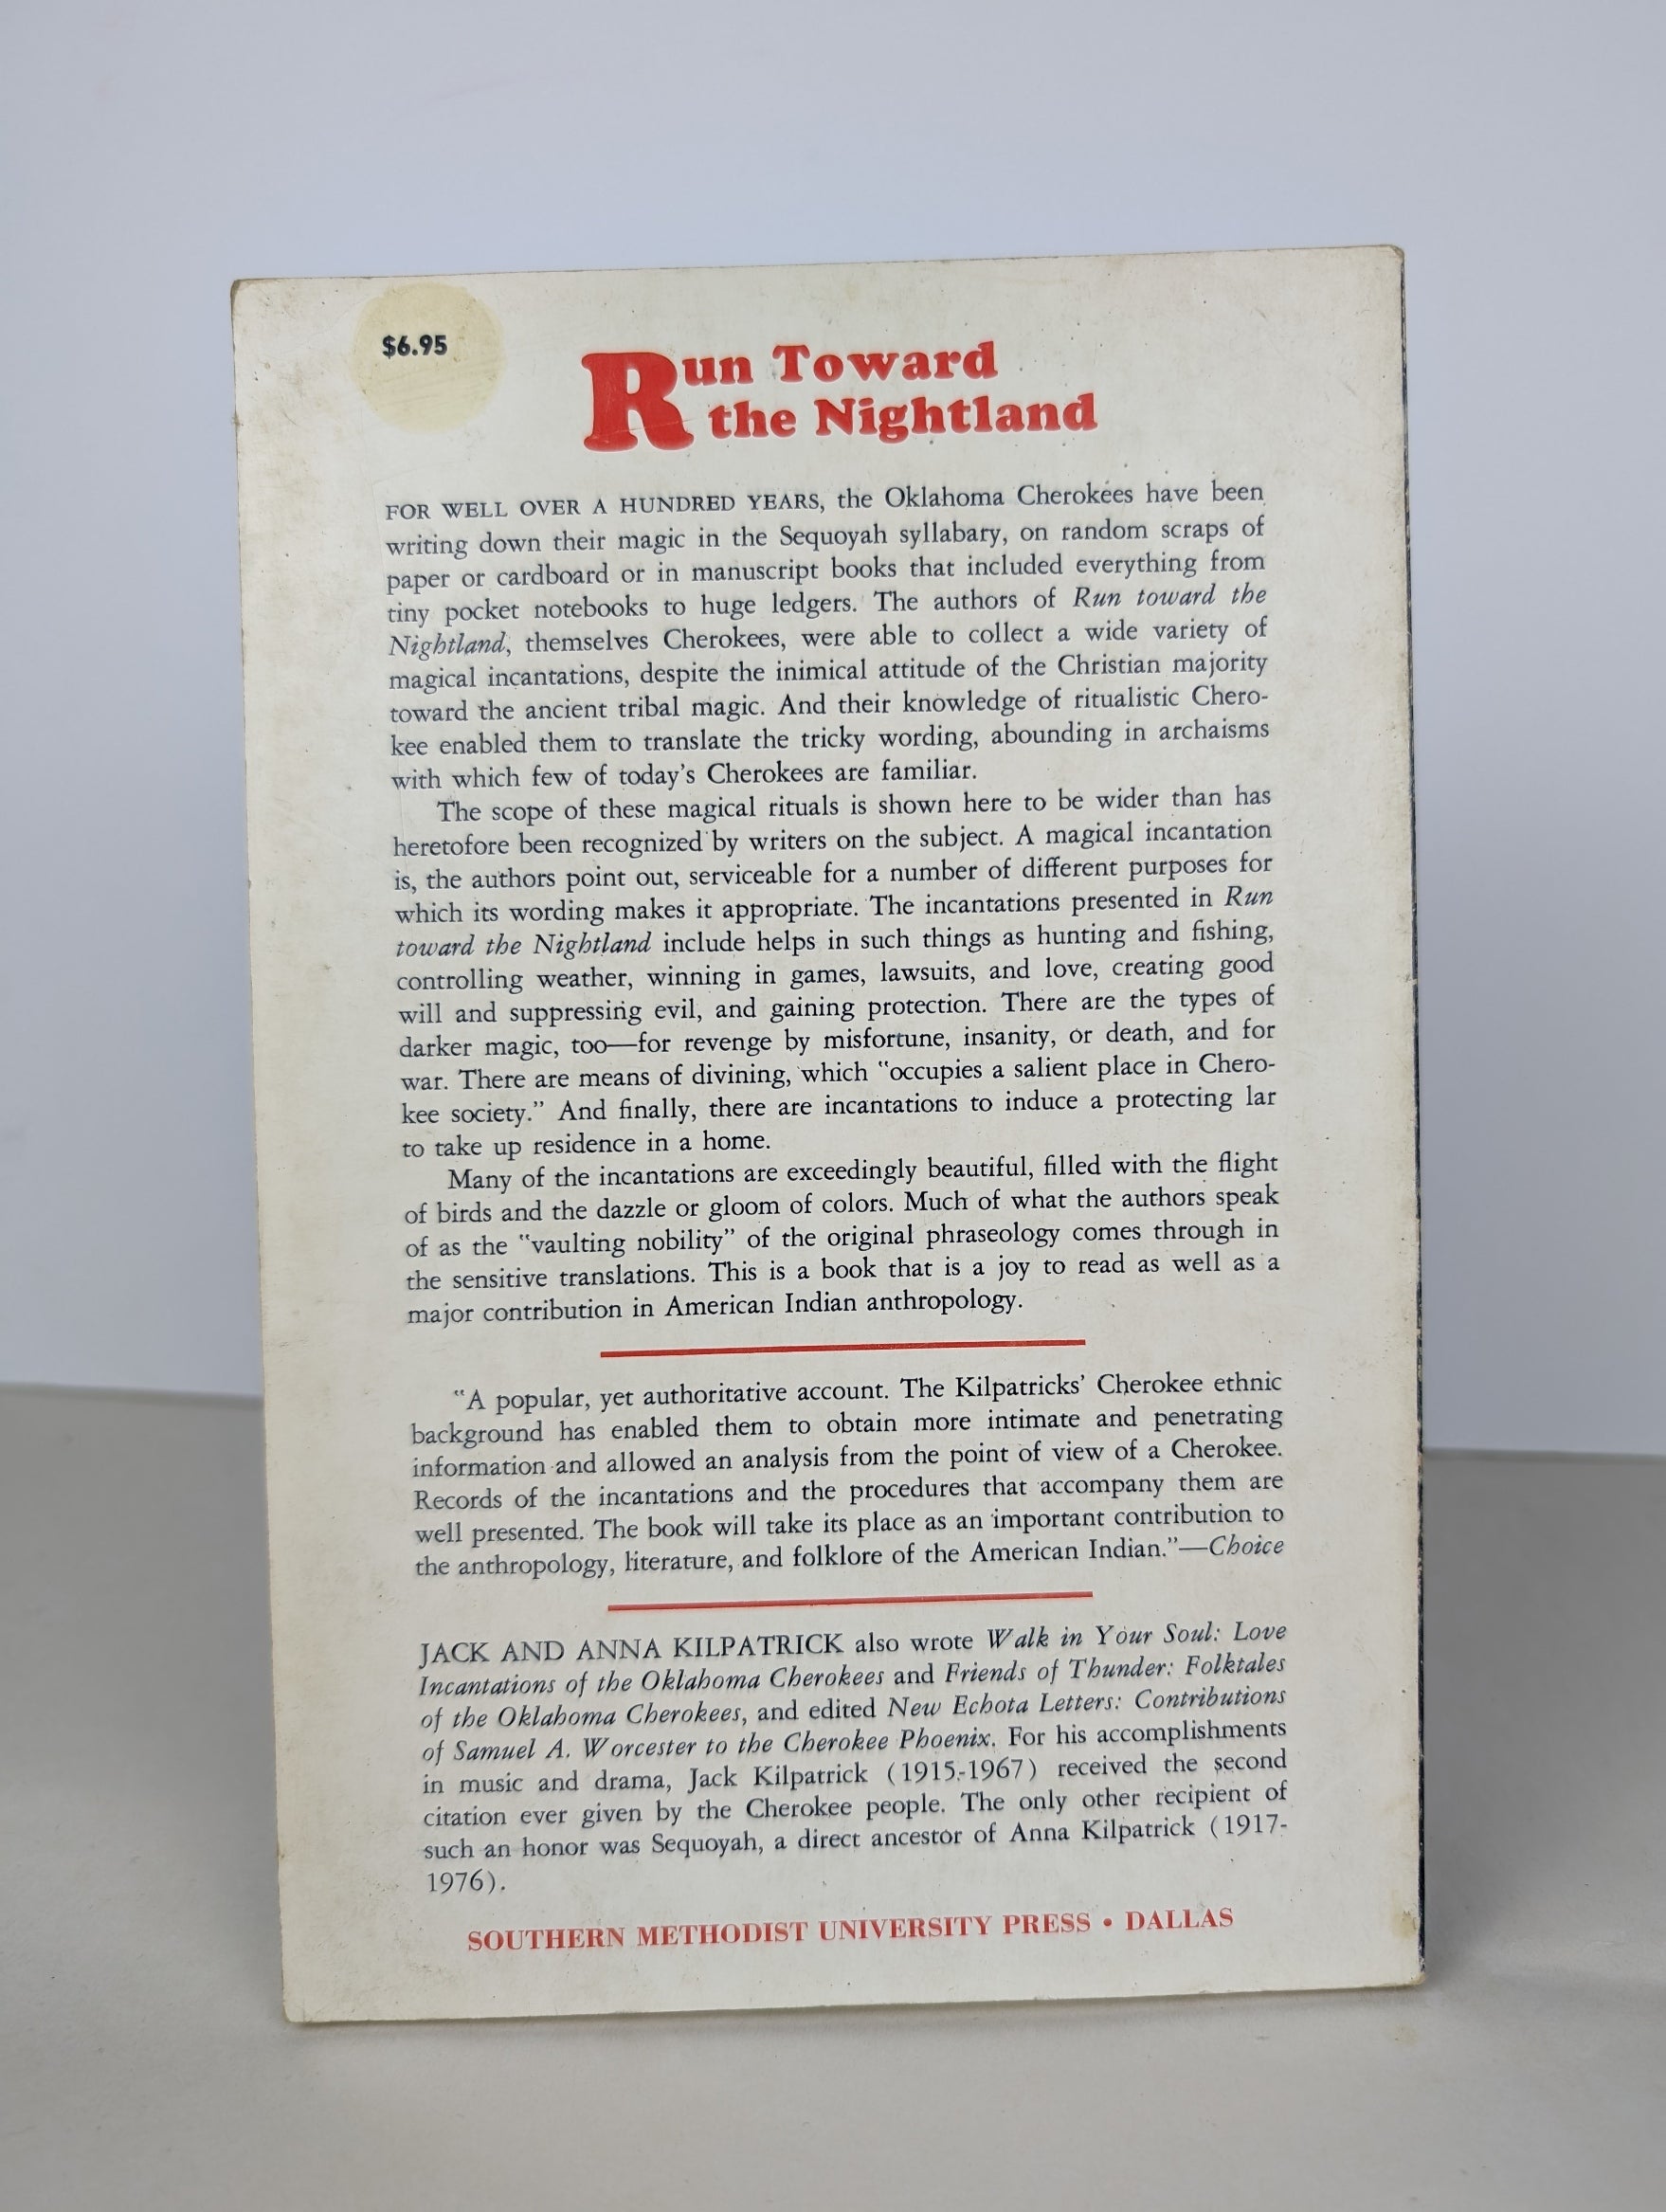 $6.95
Run Toward
the Nightland
FOR WELL OVER A HUNDRED YEARS, the Oklahoma Cherokees have been
writing down their magic in the Sequoyah syllabary, on random scraps of
paper or cardboard or in manuscript books that included everything from
tiny pocket notebooks to huge ledgers. The authors of Run toward the
Nightland, themselves Cherokees, were able to collect a wide variety of
magical incantations, despite the inimical attitude of the Christian majority
toward the ancient tribal magic. And their knowledge of ritualistic Chero-
kee enabled them to translate the tricky wording, abounding in archaisms
with which few of today's Cherokees are familiar.
The scope of these magical rituals is shown here to be wider than has
heretofore been recognized by writers on the subject. A magical incantation
is, the authors point out, serviceable for a number of different purposes for
which its wording makes it appropriate. The incantations presented in Run
toward the Nightland include helps in such things as hunting and fishing,
controlling weather, winning in games, lawsuits, and love, creating good
will and suppressing evil, and gaining protection. There are the types of
darker magic, too—for revenge by misfortune, insanity, or death, and for
war. There are means of divining, which "occupies a salient place in Chero-
kee society." And finally, there are incantations to induce a protecting lar
to take up residence in a home.
Many of the incantations are exceedingly beautiful, filled with the flight
of birds and the dazzle or gloom of colors. Much of what the authors speak
of as the "vaulting nobility" of the original phraseology comes through in
the sensitive translations. This is a book that is a joy to read as well as a
major contribution in American Indian anthropology.
"A popular, yet authoritative account. The Kilpatricks' Cherokee ethnic
background has enabled them to obtain more intimate and penetrating
information and allowed an analysis from the point of view of a Cherokee.
Records of the incantations and the procedures that accompany them are
well presented. The book will take its place as an important contribution to
the anthropology, literature, and folklore of the American Indian."—Choice
JACK AND ANNA KILPATRICK also wrote Walk in Your Soul: Love
Incantations of the Oklahoma Cherokees and Friends of Thunder: Folktales
of the Oklahoma Cherokees, and edited New Echota Letters: Contributions
of Samuel A. Worcester to the Cherokee Phoenix. For his accomplishments
in music and drama, Jack Kilpatrick (1915-1967) received the second
citation ever given by the Cherokee people. The only other recipient of
such an honor was Sequoyah, a direct ancestor of Anna Kilpatrick (1917-
1976).
SOUTHERN METHODIST UNIVERSITY PRESS • DALLAS